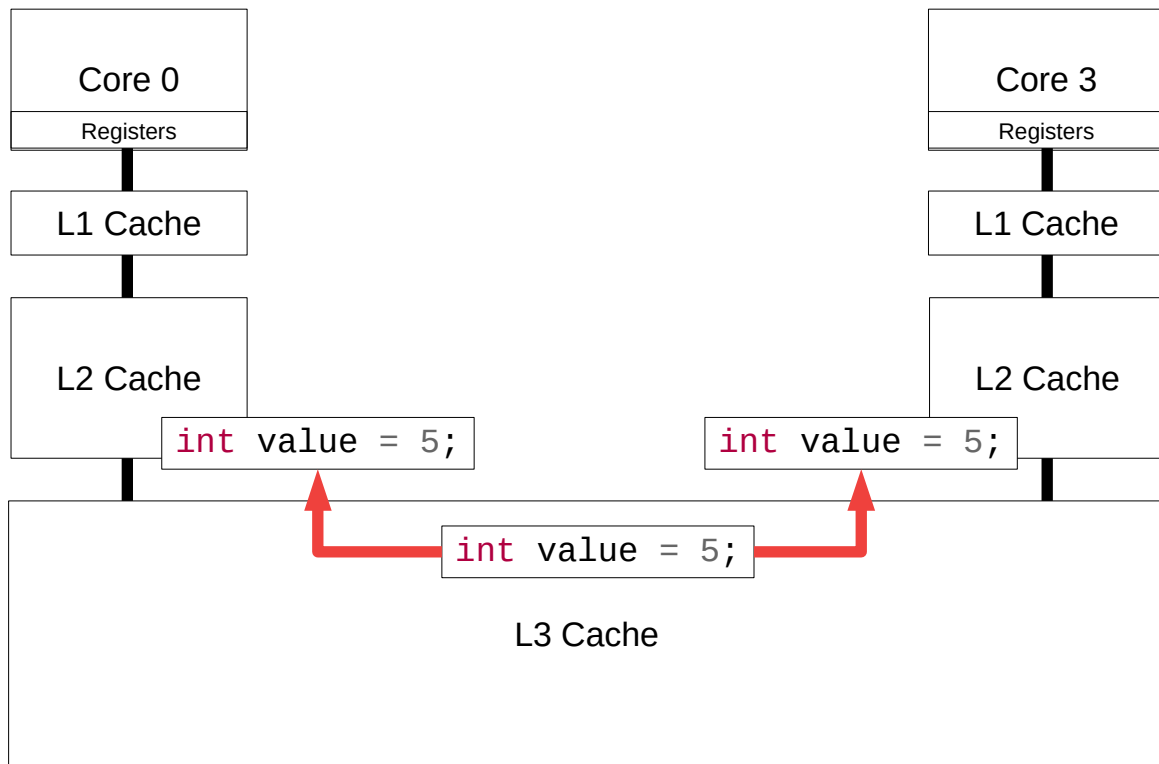 Core 0
Core 3
Registers
Registers
L1 Cache
L1 Cache
L2 Cache
L2 Cache
int value = 5;
int value = 5;
int value = 5;
L3 Cache